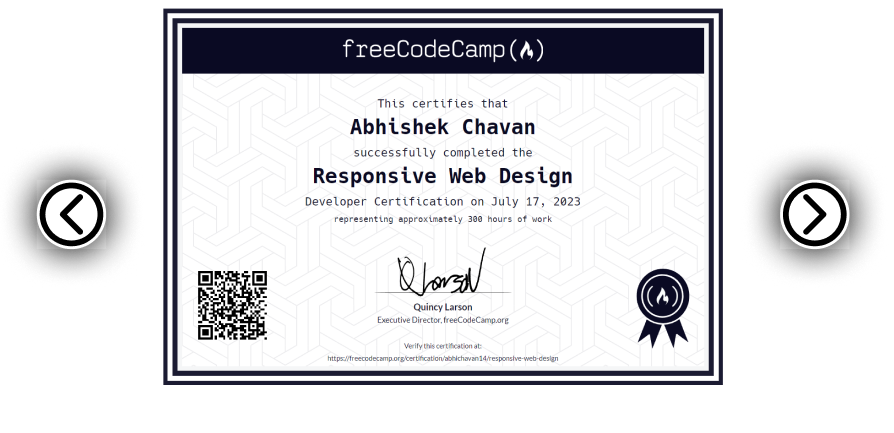 freeCodeCamp
This certifies that
Abhishek Chavan
successfully completed the
Responsive Web Design
Developer Certification on July 17, 2023
representing approximately 300 hours of work
Quincy Larson
Executive Director, freeCodeCamp.org
Verify this certification at:
https://freecodecamp.org/certification/abhichavan14/responsive-web-design